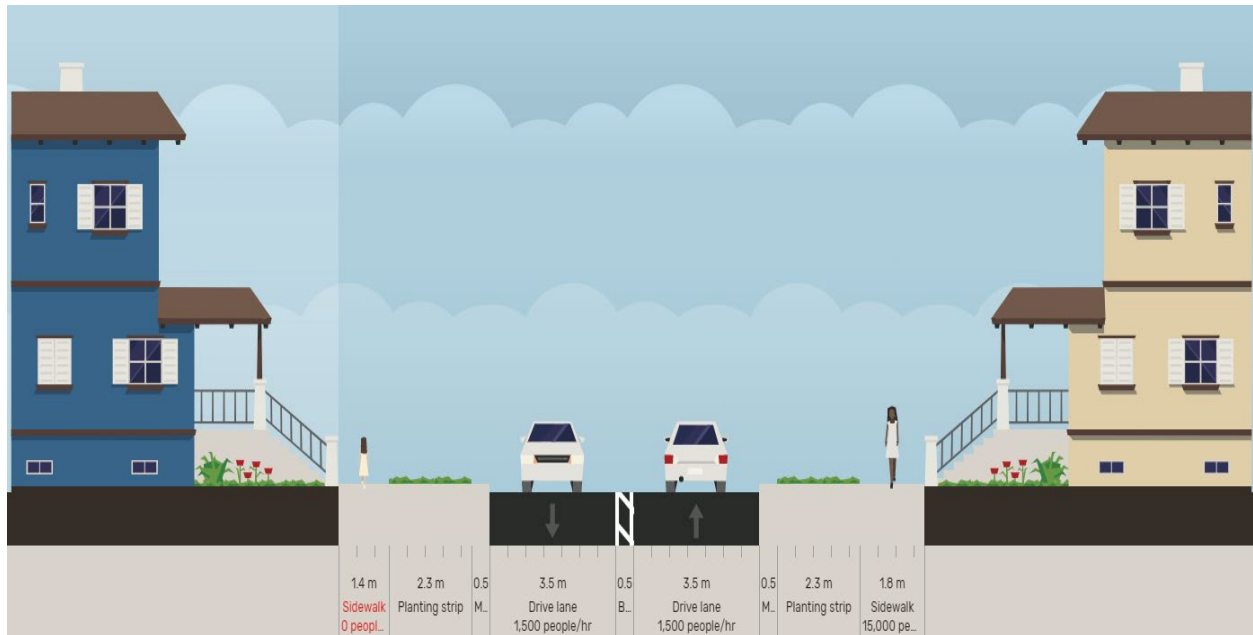 1.4 m
Sidewalk
0 peopl...
2.3 m
Planting strip
0.5
M...
3.5 m
Drive lane
1,500 people/hr
0.5
B...
3.5 m
Drive lane
1,500 people/hr
0.5
M...
2.3 m
Planting strip
1.8 m
Sidewalk
15,000 pe...